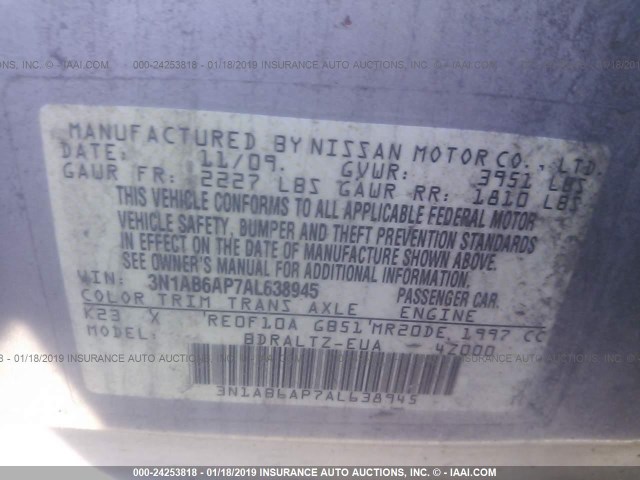 000-24253818 - 01/18/2019 INSURANCE AUTO AUCTIONS, INC. - © - IAAI.COM
MANUFACTURED BY NISSAN MOTOR CO., LTD.
DATE: 11/09. GVWR: 3951 LBS
GAWR FR: 2227 LBS GAWR RR: 1810 LBS
THIS VEHICLE CONFORMS TO ALL APPLICABLE FEDERAL MOTOR
VEHICLE SAFETY, BUMPER AND THEFT PREVENTION STANDARDS
IN EFFECT ON THE DATE OF MANUFACTURE SHOWN ABOVE.
SEE OWNER'S MANUAL FOR ADDITIONAL INFORMATION.
VIN: 3N1AB6AP7AL638945 PASSENGER CAR.
COLOR TRIM TRANS AXLE ENGINE
K23 X RE0F10A GB51 MR20DE 1997 CC
MODEL: BDRALTZ-EUA 4Z000
3N1AB6AP7AL638945
000-24253818 - 01/18/2019 INSURANCE AUTO AUCTIONS, INC. - © - IAAI.COM